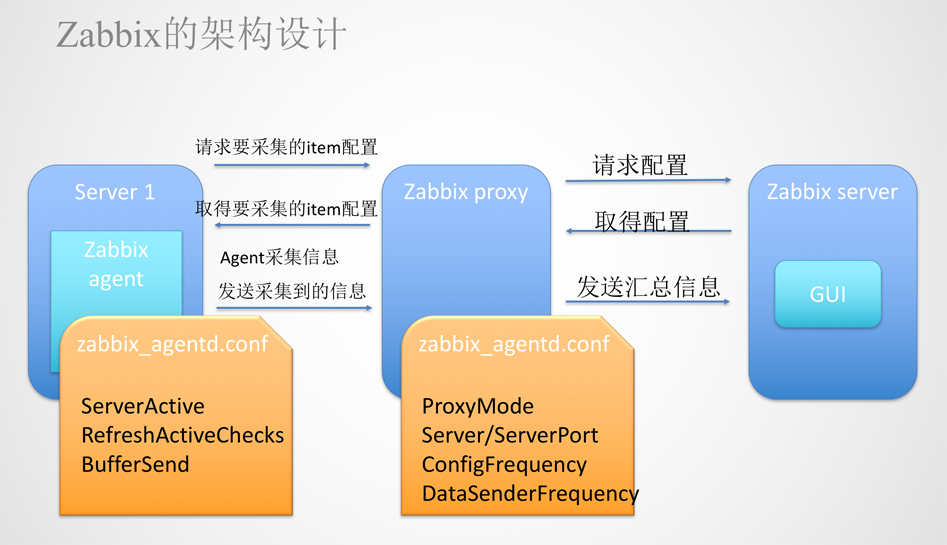 Zabbix的架构设计
请求要采集的item配置
请求配置
Server 1
Zabbix proxy
Zabbix server
取得要采集的item配置
取得配置
Zabbix
agent
Agent采集信息
发送采集到的信息
发送汇总信息
GUI
zabbix_agentd.conf
ServerActive
RefreshActiveChecks
BufferSend
zabbix_agentd.conf
ProxyMode
Server/ServerPort
ConfigFrequency
DataSenderFrequency